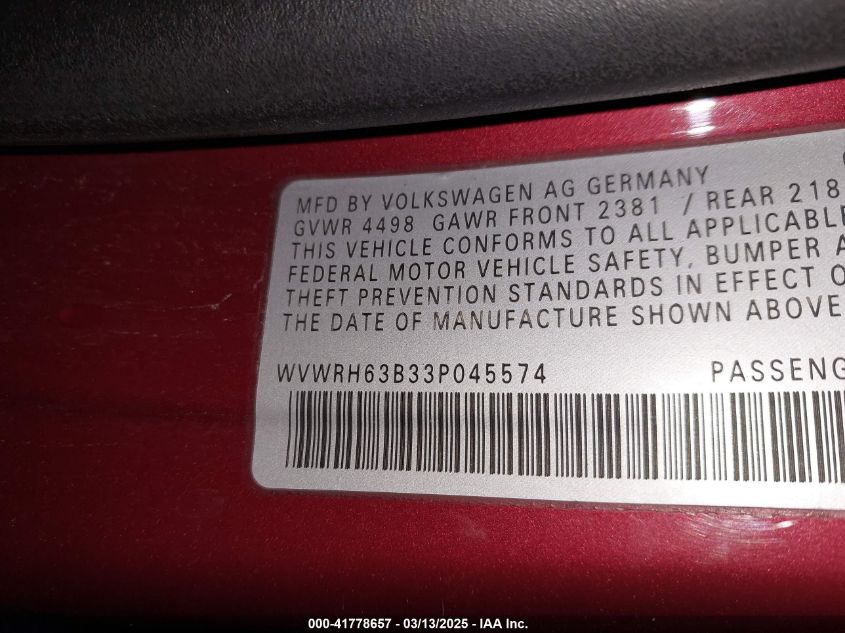 MFD BY VOLKSWAGEN AG GERMANY
GVWR 4498 GAWR FRONT 2381 / REAR 218
THIS VEHICLE CONFORMS TO ALL APPLICABLE
FEDERAL MOTOR VEHICLE SAFETY, BUMPER A
THEFT PREVENTION STANDARDS IN EFFECT O
THE DATE OF MANUFACTURE SHOWN ABOVE
WVWRH63B33P045574 PASSENG
000-41778657 - 03/13/2025 - IAA Inc.